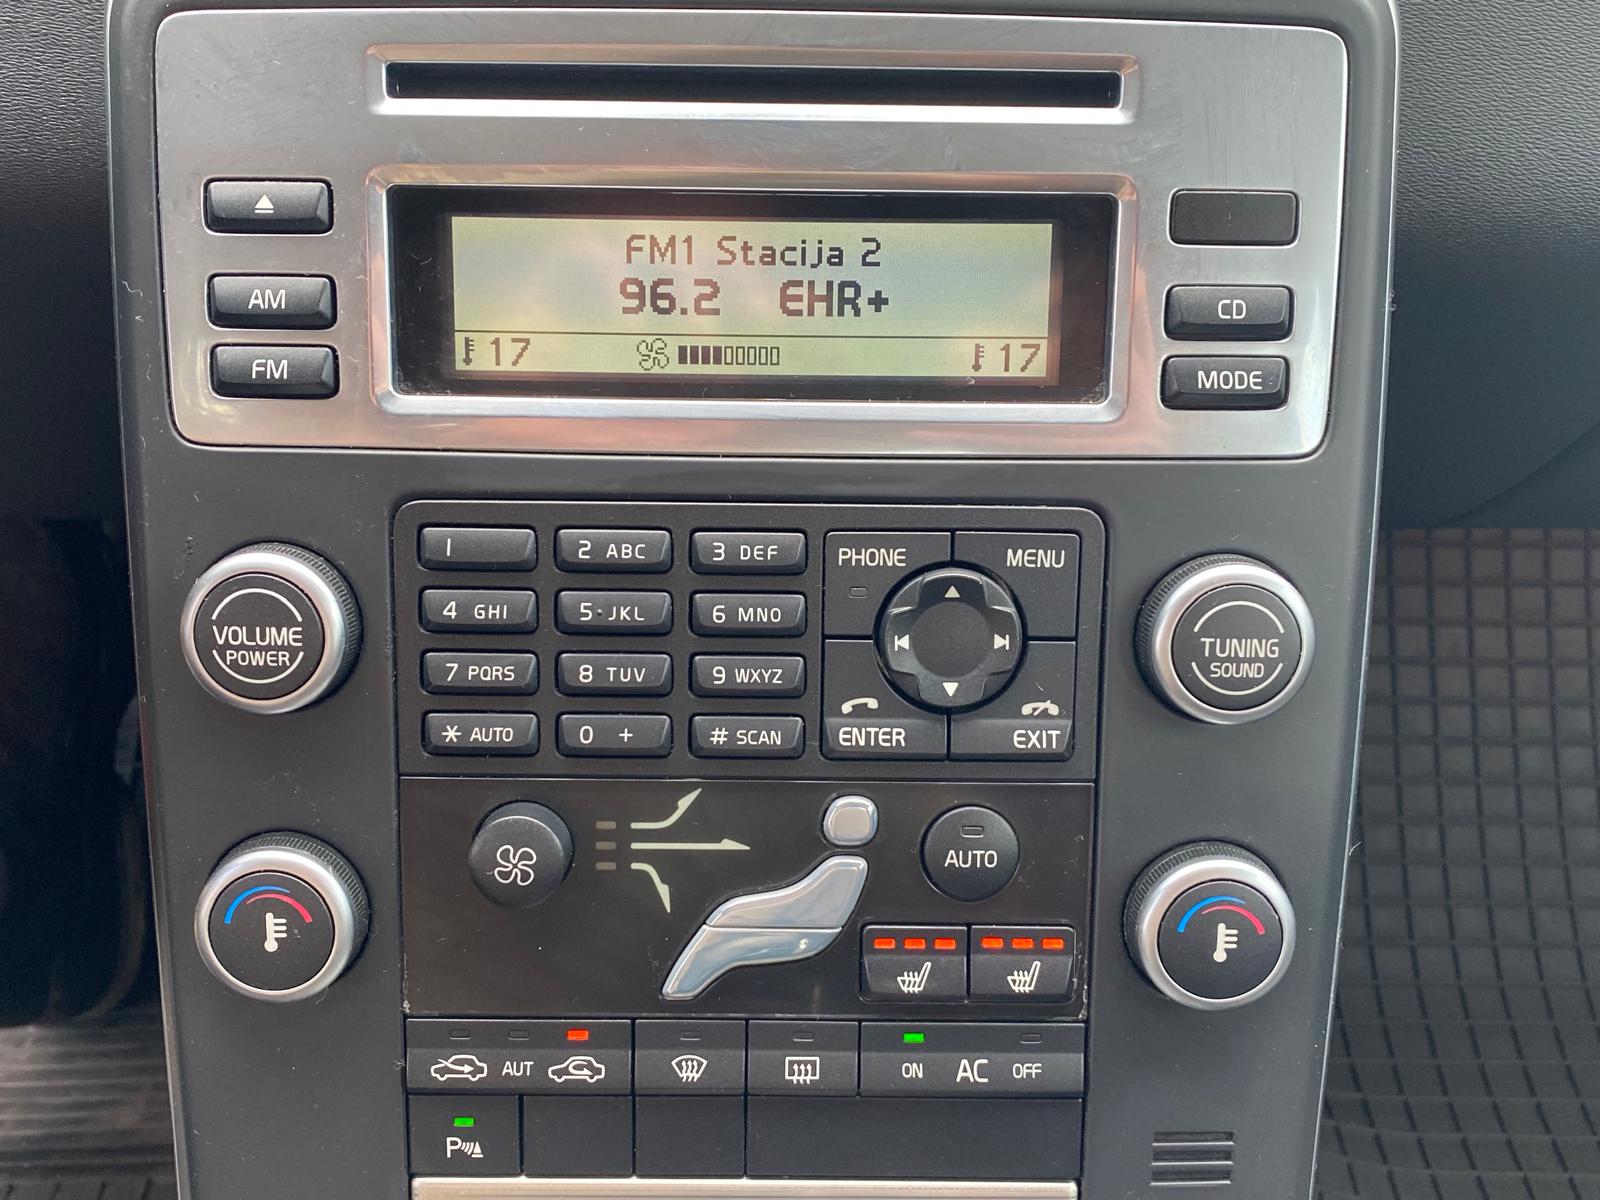 FM1 Stacija 2
96.2 EHR+
17 17
AM
FM
CD
MODE
1
2 ABC
3 DEF
PHONE
MENU
4 GHI
5 JKL
6 MNO
VOLUME
POWER
TUNING
SOUND
7 PQRS
8 TUV
9 WXYZ
* AUTO
0 +
# SCAN
ENTER
EXIT
AUTO
AUT
ON AC OFF
P